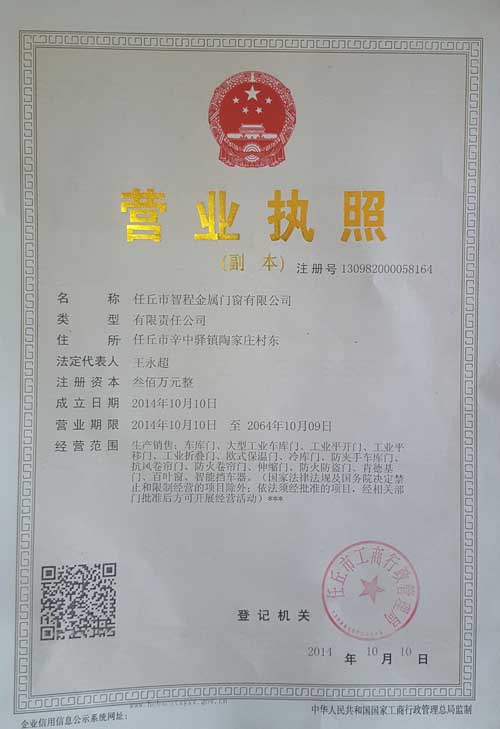 营业执照
(副 本) 注册号 130982000058164
名 称 任丘市智程金属门窗有限公司
类 型 有限责任公司
住 所 任丘市辛中驿镇陶家庄村东
法定代表人 王永超
注册资本 叁佰万元整
成立日期 2014年10月10日
营业期限 2014年10月10日 至 2064年10月09日
经营范围 生产销售：车库门、大型工业车库门、工业平开门、工业平
移门、工业折叠门、欧式保温门、冷库门、防夹手车库门、
抗风卷帘门、防火卷帘门、伸缩门、防火防盗门、肯德基
门、百叶窗、智能挡车器。（国家法律法规及国务院决定禁
止和限制经营的项目除外；依法须经批准的项目，经相关部
门批准后方可开展经营活动）***
任丘市工商行政管理局
登记机关
2014 年 10 月 10 日
企业信用信息公示系统网址：
中华人民共和国国家工商行政管理总局监制